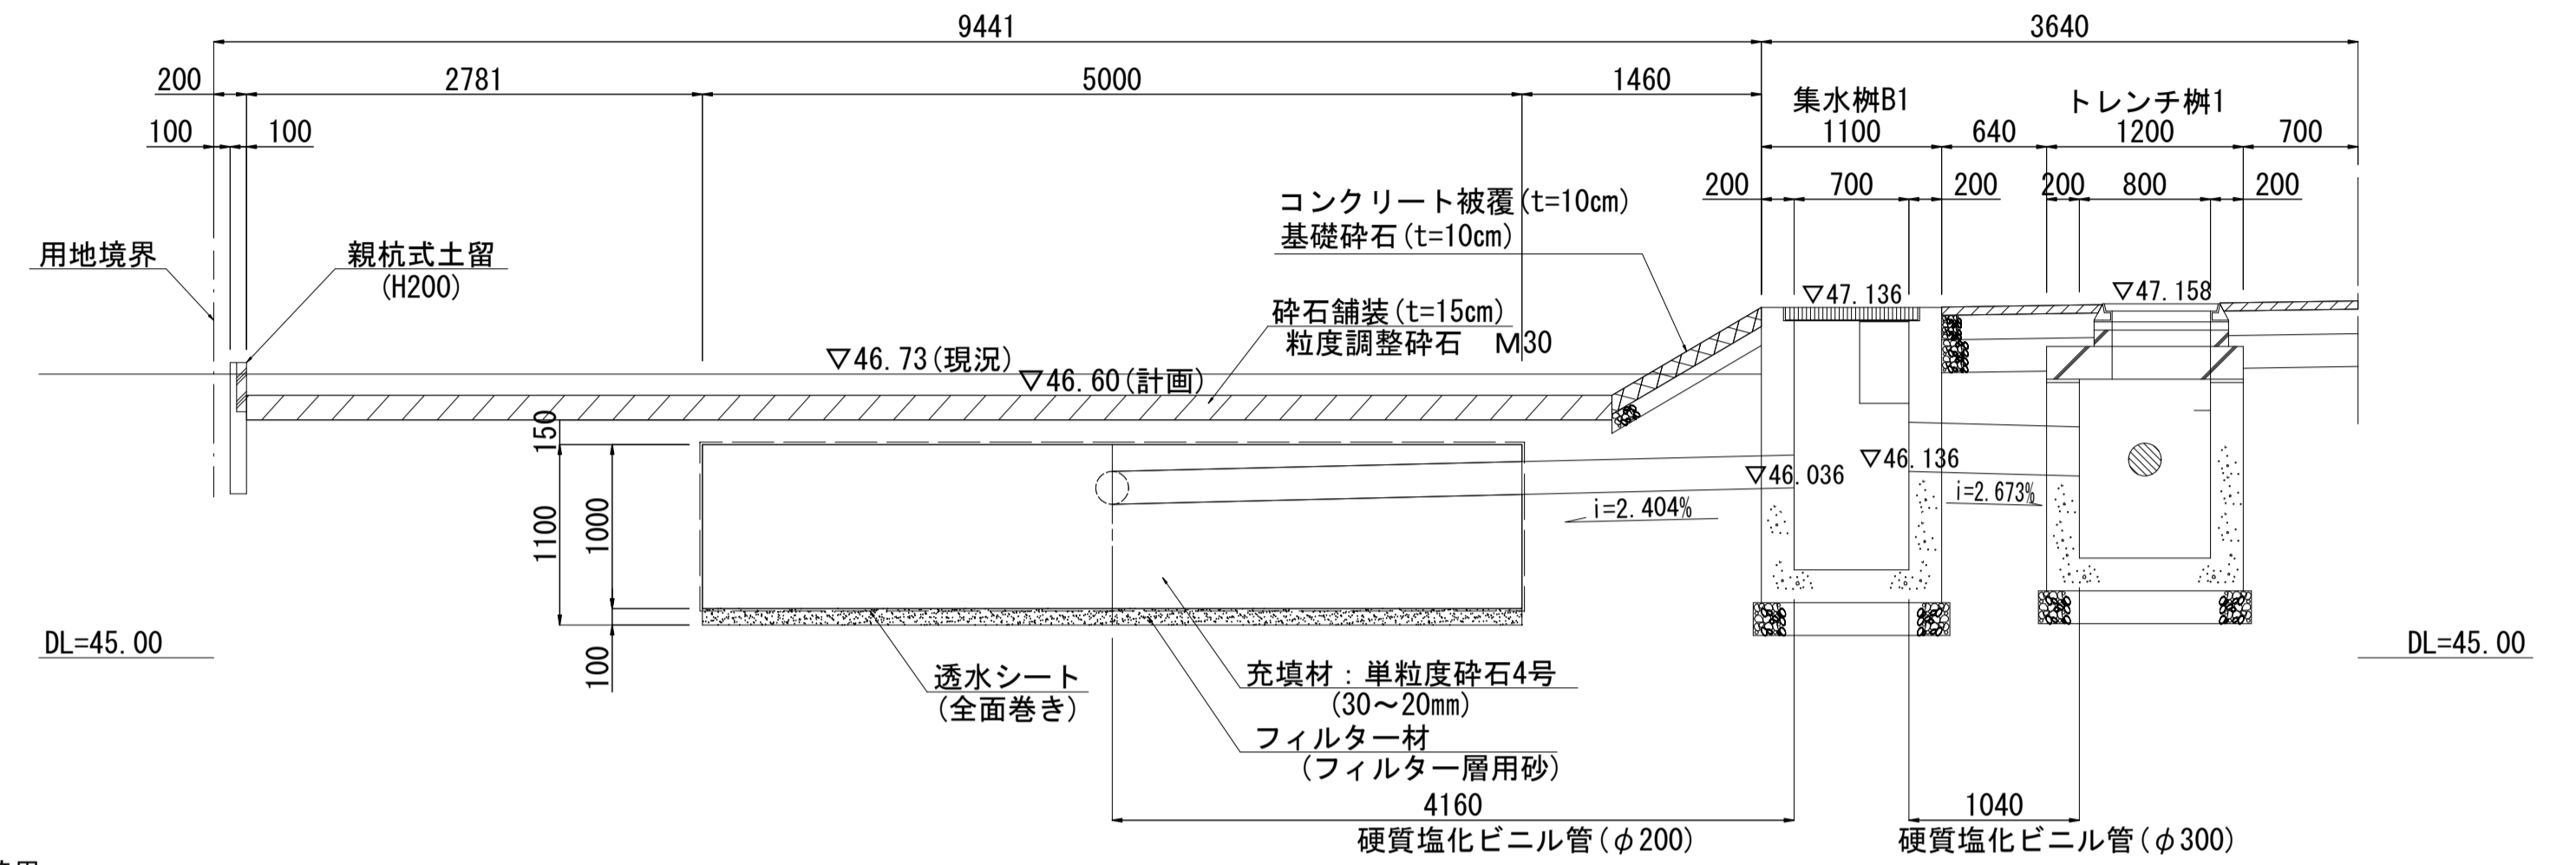 9441
3640
200
2781
5000
1460
集水桝B1
トレンチ桝1
100
100
1100
640
1200
700
200
700
200
200
800
200
コンクリート被覆(t=10cm)
基礎砕石(t=10cm)
用地境界
親杭式土留
(H200)
▽47.136
▽47.158
砕石舗装(t=15cm)
粒度調整砕石 M30
▽46.73(現況)
▽46.60(計画)
150
1100
1000
100
▽46.036
▽46.136
i=2.404%
i=2.673%
DL=45.00
DL=45.00
透水シート
(全面巻き)
充填材：単粒度砕石4号
(30～20㎜)
フィルター材
(フィルター層用砂)
4160
1040
硬質塩化ビニル管(φ200)
硬質塩化ビニル管(φ300)